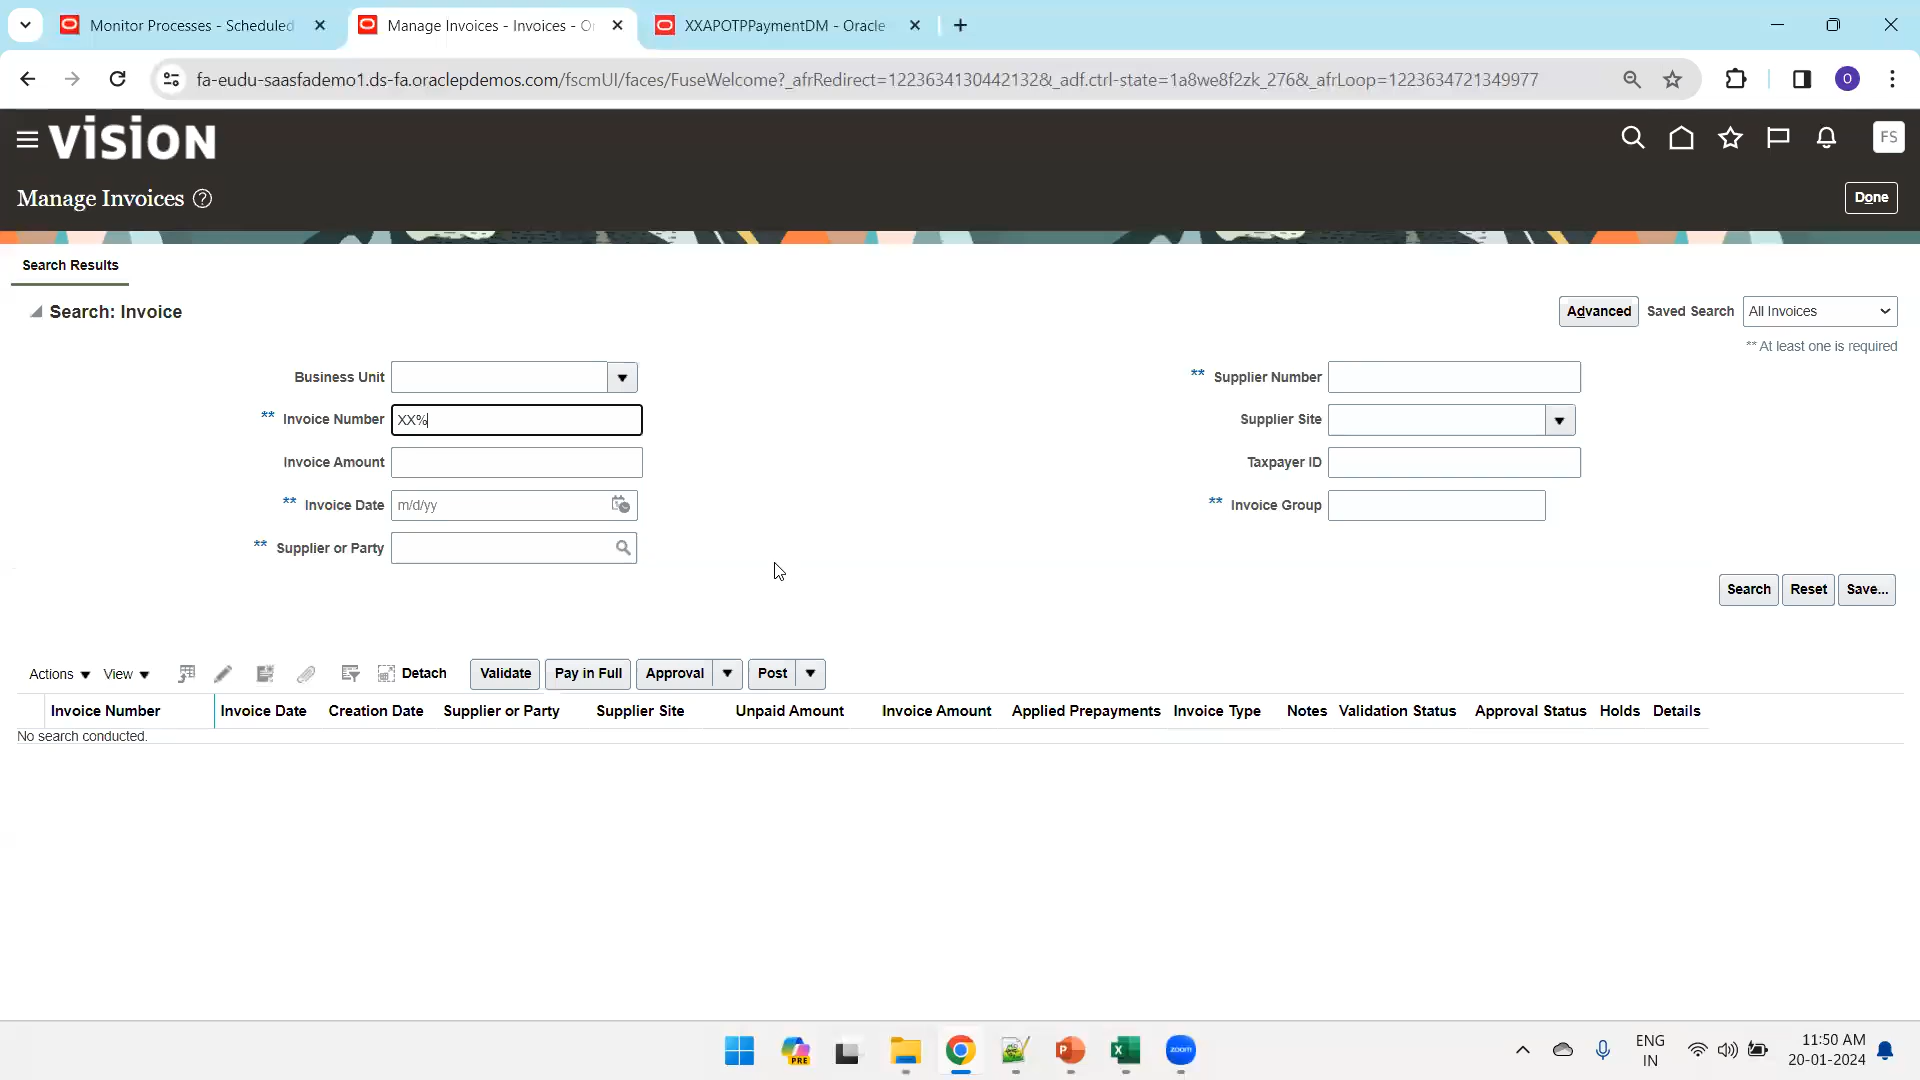 Monitor Processes - Scheduled
Manage Invoices - Invoices - Or
XXAPOTPPaymentDM - Oracle
fa-eudu-saasfademo1.ds-fa.oraclepdemos.com/fscmUI/faces/FuseWelcome?_afrRedirect=122363413044213​2&_adf.ctrl-state=1a8we8f2zk_276&_afrLoop=1223634721349977
O
VISION
FS
Manage Invoices
Done
Search Results
Search: Invoice
Advanced Saved Search All Invoices
** At least one is required
Business Unit
** Supplier Number
** Invoice Number XX%
Supplier Site
Invoice Amount
Taxpayer ID
** Invoice Date m/d/yy
** Invoice Group
** Supplier or Party
Search Reset Save...
Actions View Detach Validate Pay in Full Approval Post
Invoice Number Invoice Date Creation Date Supplier or Party Supplier Site Unpaid Amount Invoice Amount Applied Prepayments Invoice Type Notes Validation Status Approval Status Holds Details
No search conducted.
PRE
zoom
ENG
IN
11:50 AM
20-01-2024